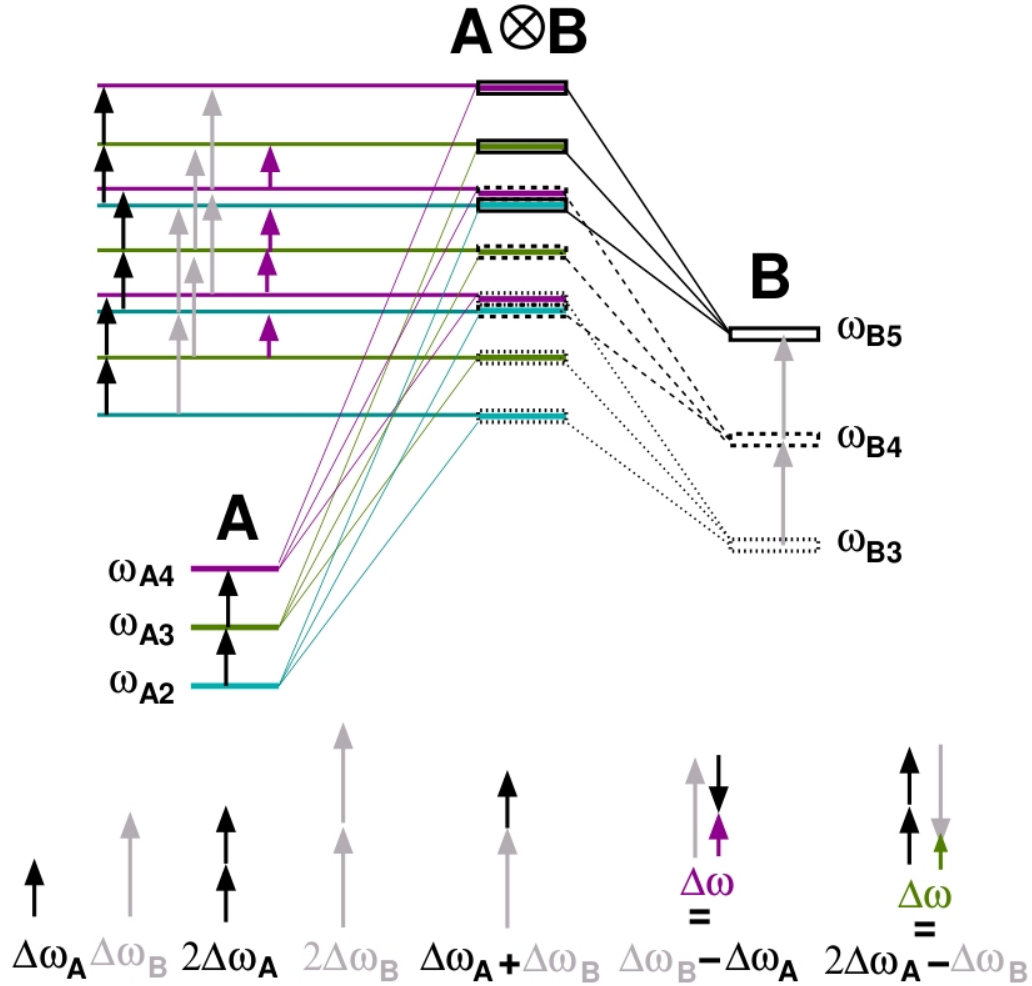 A ⊗ B
B
ω_B5
ω_B4
A
ω_B3
ω_A4
ω_A3
ω_A2
Δω
=
Δω
=
Δω_A Δω_B 2Δω_A 2Δω_B Δω_A+Δω_B Δω_B−Δω_A 2Δω_A−Δω_B